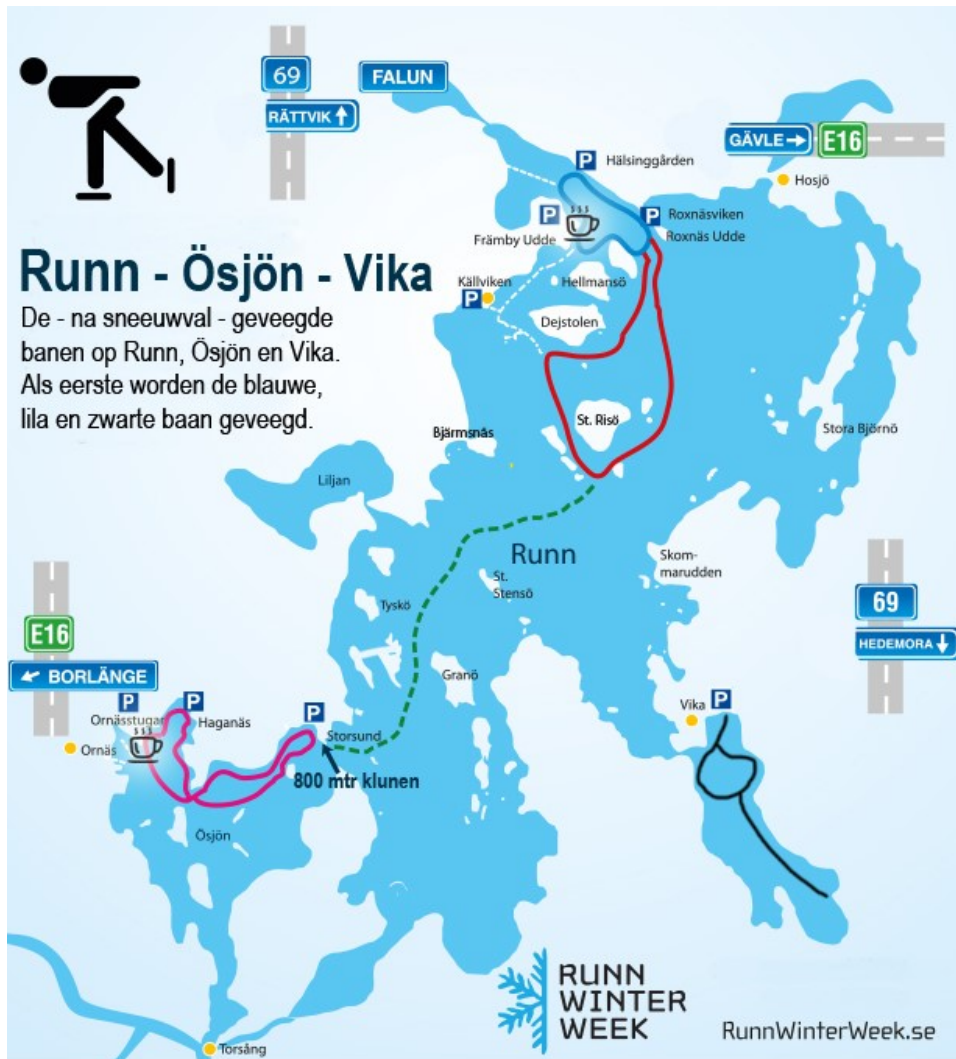 69
RÄTTVIK ↑
FALUN
GÄVLE → E16
Hosjö
P
Hälsinggården
P
Främby Udde
P
Roxnäsviken
Roxnäs Udde
Runn - Ösjön - Vika
De - na sneeuwval - geveegde
banen op Runn, Ösjön en Vika.
Als eerste worden de blauwe,
lila en zwarte baan geveegd.
Källviken
P
Hellmansö
Dejstolen
St. Risö
Bjärmsnäs
Stora Björnö
Liljan
Runn
Skom-
marudden
St.
Stensö
Tyskö
69
HEDEMORA ↓
E16
↙ BORLÄNGE
Granö
P
Ornässtugan
P
Haganäs
P
Storsund
Ornäs
800 mtr klunen
Vika
P
Ösjön
RUNN
WINTER
WEEK
RunnWinterWeek.se
Torsång